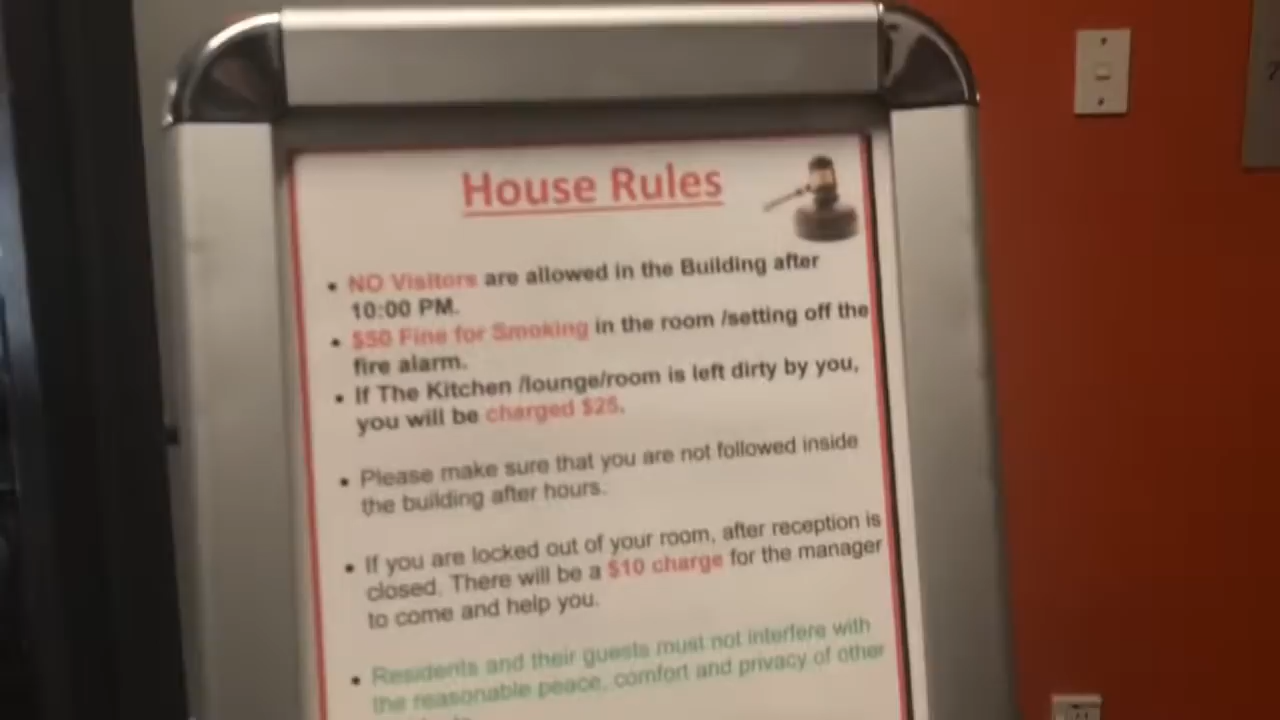 House Rules
• NO Visitors are allowed in the Building after
10:00 PM.
• $50 Fine for Smoking in the room /setting off the
fire alarm.
• If The Kitchen /lounge/room is left dirty by you,
you will be charged $25.
• Please make sure that you are not followed inside
the building after hours.
• If you are locked out of your room, after reception is
closed. There will be a $10 charge for the manager
to come and help you.
• Residents and their guests must not interfere with
the reasonable peace, comfort and privacy of other